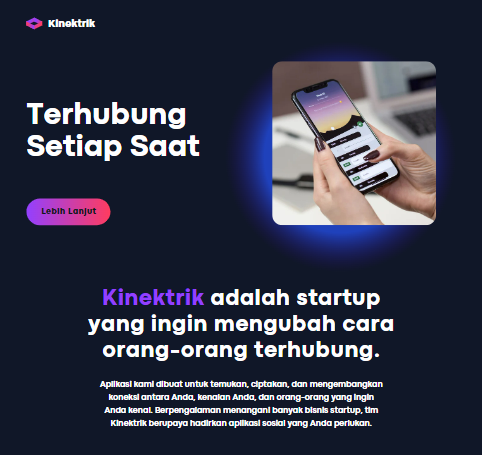 Kinektrik
Terhubung
Setiap Saat
Lebih Lanjut
Kinektrik adalah startup
yang ingin mengubah cara
orang-orang terhubung.
Aplikasi kami dibuat untuk temukan, ciptakan, dan mengembangkan
koneksi antara Anda, kenalan Anda, dan orang-orang yang ingin
Anda kenal. Berpengalaman menangani banyak bisnis startup, tim
Kinektrik berupaya hadirkan aplikasi sosial yang Anda perlukan.